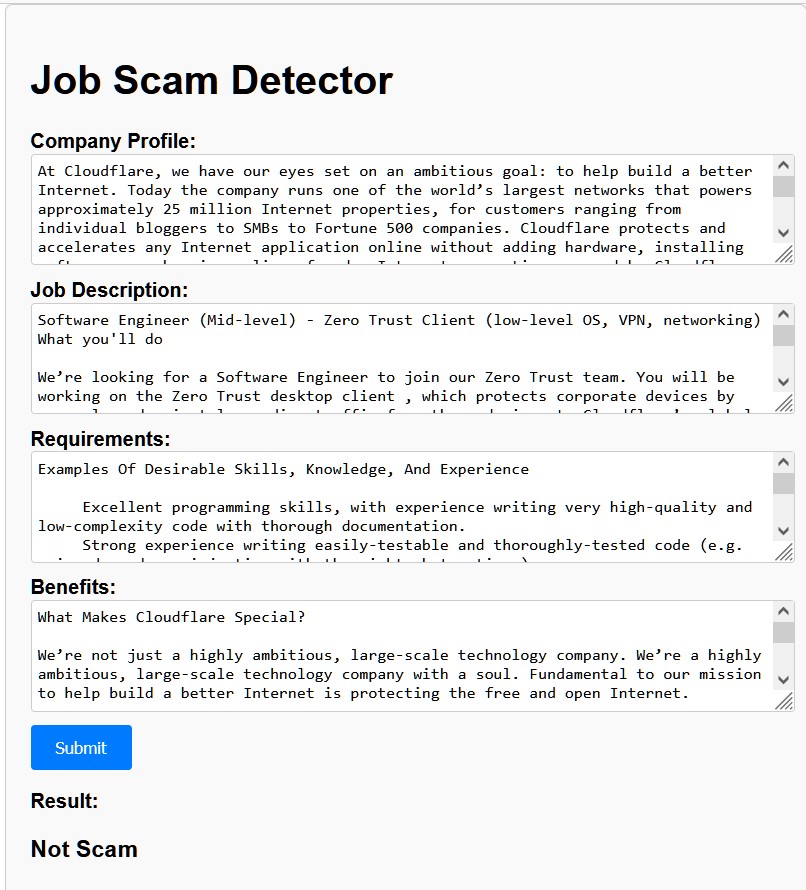 Job Scam Detector
Company Profile:
At Cloudflare, we have our eyes set on an ambitious goal: to help build a better
Internet. Today the company runs one of the world’s largest networks that powers
approximately 25 million Internet properties, for customers ranging from
individual bloggers to SMBs to Fortune 500 companies. Cloudflare protects and
accelerates any Internet application online without adding hardware, installing
Job Description:
Software Engineer (Mid-level) - Zero Trust Client (low-level OS, VPN, networking)
What you'll do
We’re looking for a Software Engineer to join our Zero Trust team. You will be
working on the Zero Trust desktop client , which protects corporate devices by
Requirements:
Examples Of Desirable Skills, Knowledge, And Experience
Excellent programming skills, with experience writing very high-quality and
low-complexity code with thorough documentation.
Strong experience writing easily-testable and thoroughly-tested code (e.g.
Benefits:
What Makes Cloudflare Special?
We’re not just a highly ambitious, large-scale technology company. We’re a highly
ambitious, large-scale technology company with a soul. Fundamental to our mission
to help build a better Internet is protecting the free and open Internet.
Submit
Result:
Not Scam